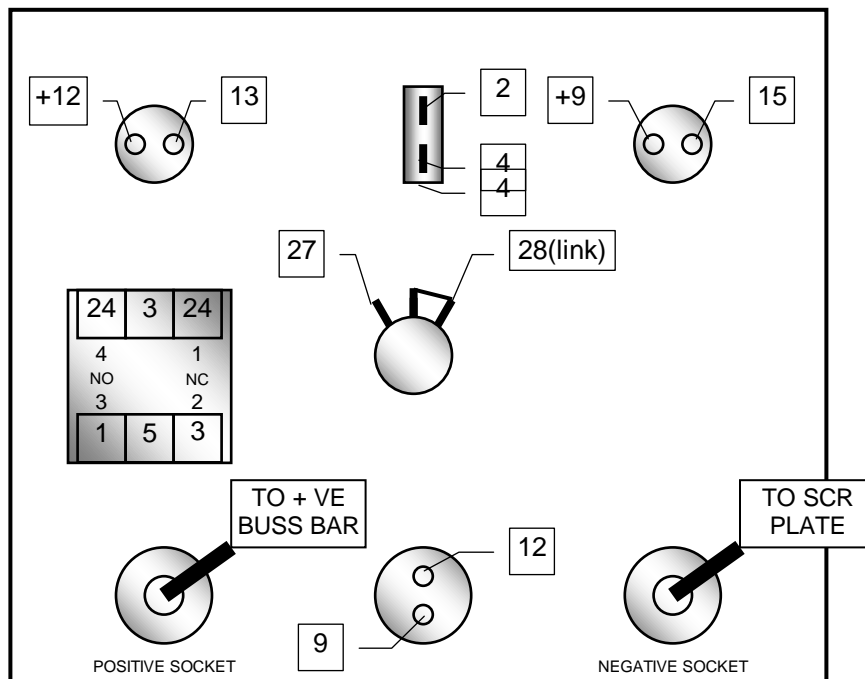 +12
13
2
+9
15
4
4
27
28(link)
24 3 24
4 1
NO NC
3 2
1 5 3
TO + VE
BUSS BAR
TO SCR
PLATE
12
9
POSITIVE SOCKET
NEGATIVE SOCKET